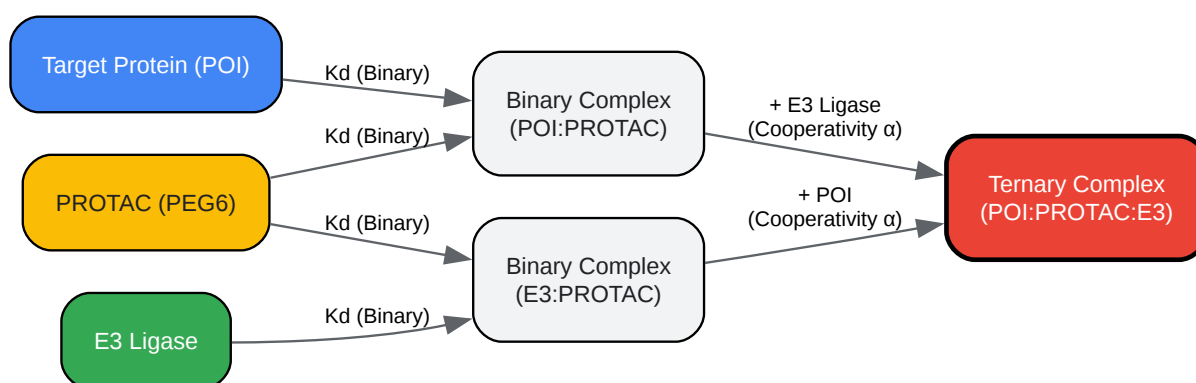 Target Protein (POI)
Kd (Binary)
Kd (Binary)
PROTAC (PEG6)
Kd (Binary)
Kd (Binary)
E3 Ligase
Binary Complex
(POI:PROTAC)
Binary Complex
(E3:PROTAC)
+ E3 Ligase
(Cooperativity α)
+ POI
(Cooperativity α)
Ternary Complex
(POI:PROTAC:E3)